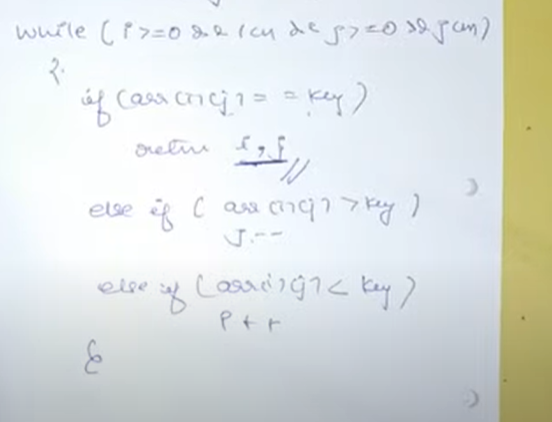 while (i>=0 && i<n && j>=0 && j<m)
{
if (arr[i][j] == key)
return i, j
else if ( arr[i][j] > key )
J--
else if (arr[i][j] < key )
i++
}